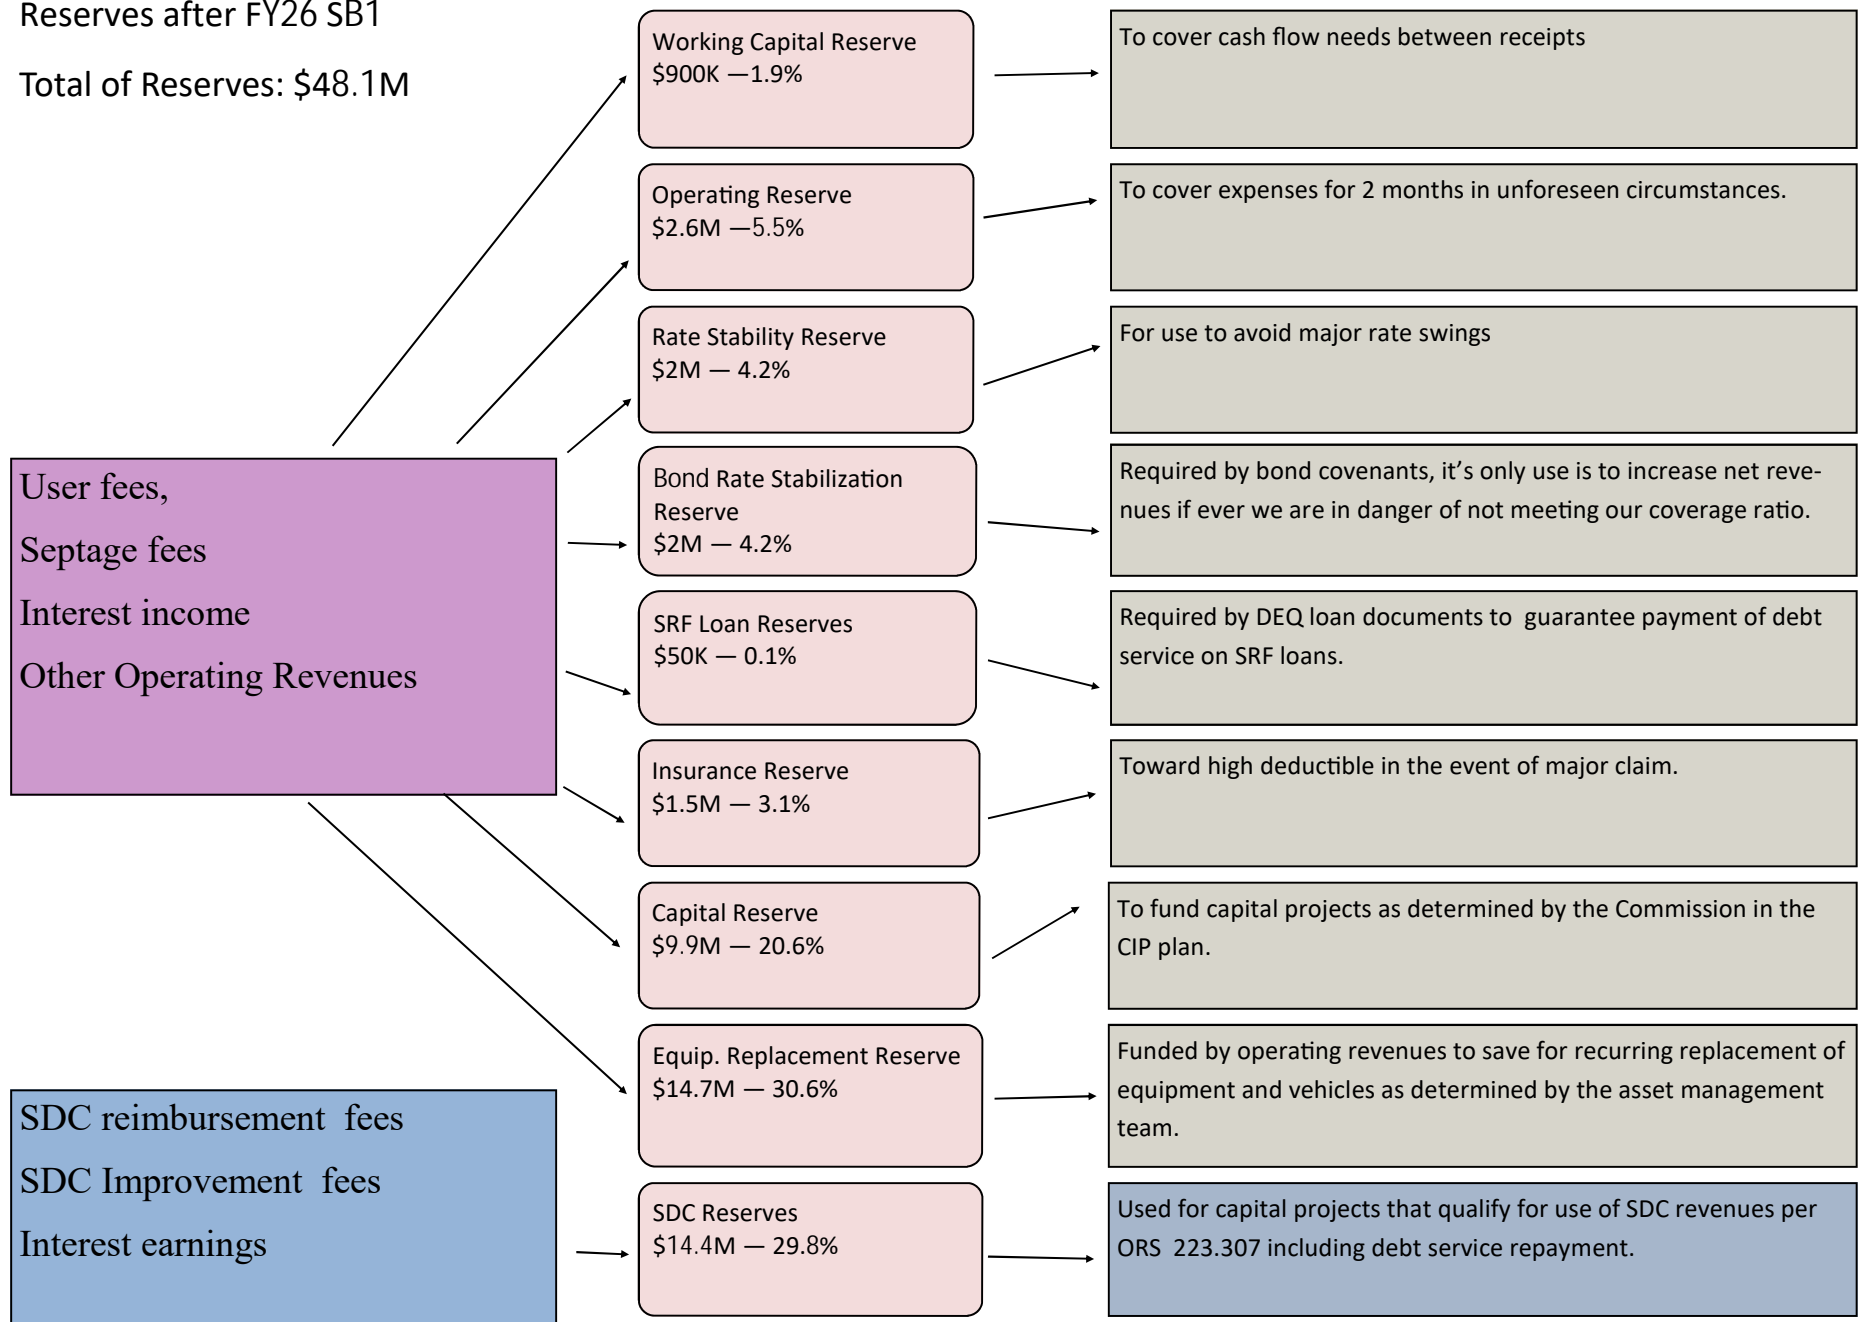 Reserves after FY26 SB1
Total of Reserves: $48.1M
User fees,
Septage fees
Interest income
Other Operating Revenues
SDC reimbursement  fees
SDC Improvement  fees
Interest earnings
Working Capital Reserve
$900K —1.9%
To cover cash flow needs between receipts
Operating Reserve
$2.6M —5.5%
To cover expenses for 2 months in unforeseen circumstances.
Rate Stability Reserve
$2M — 4.2%
For use to avoid major rate swings
Bond Rate Stabilization
Reserve
$2M — 4.2%
Required by bond covenants, it’s only use is to increase net reve-
nues if ever we are in danger of not meeting our coverage ratio.
SRF Loan Reserves
$50K — 0.1%
Required by DEQ loan documents to  guarantee payment of debt
service on SRF loans.
Insurance Reserve
$1.5M — 3.1%
Toward high deductible in the event of major claim.
Capital Reserve
$9.9M — 20.6%
To fund capital projects as determined by the Commission in the
CIP plan.
Equip. Replacement Reserve
$14.7M — 30.6%
Funded by operating revenues to save for recurring replacement of
equipment and vehicles as determined by the asset management
team.
SDC Reserves
$14.4M — 29.8%
Used for capital projects that qualify for use of SDC revenues per
ORS  223.307 including debt service repayment.